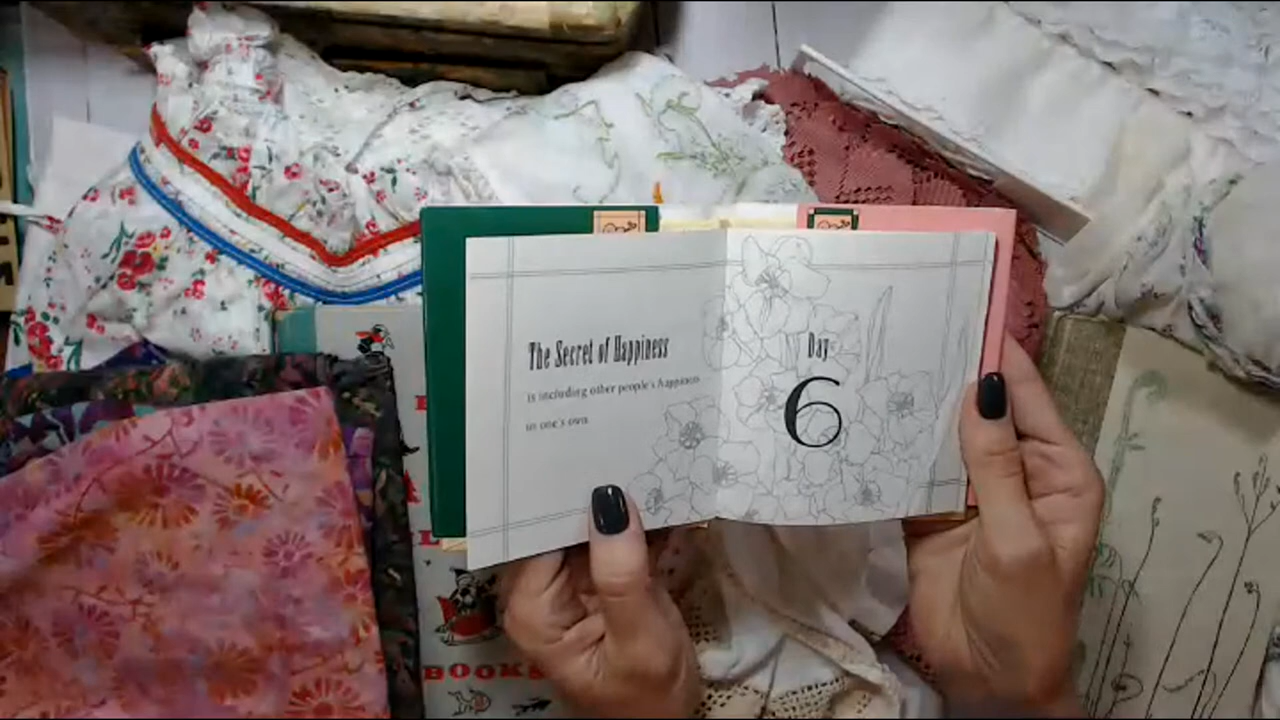 The Secret of Happiness
is including other people's happiness
in one's own
Day
6
BOOKS